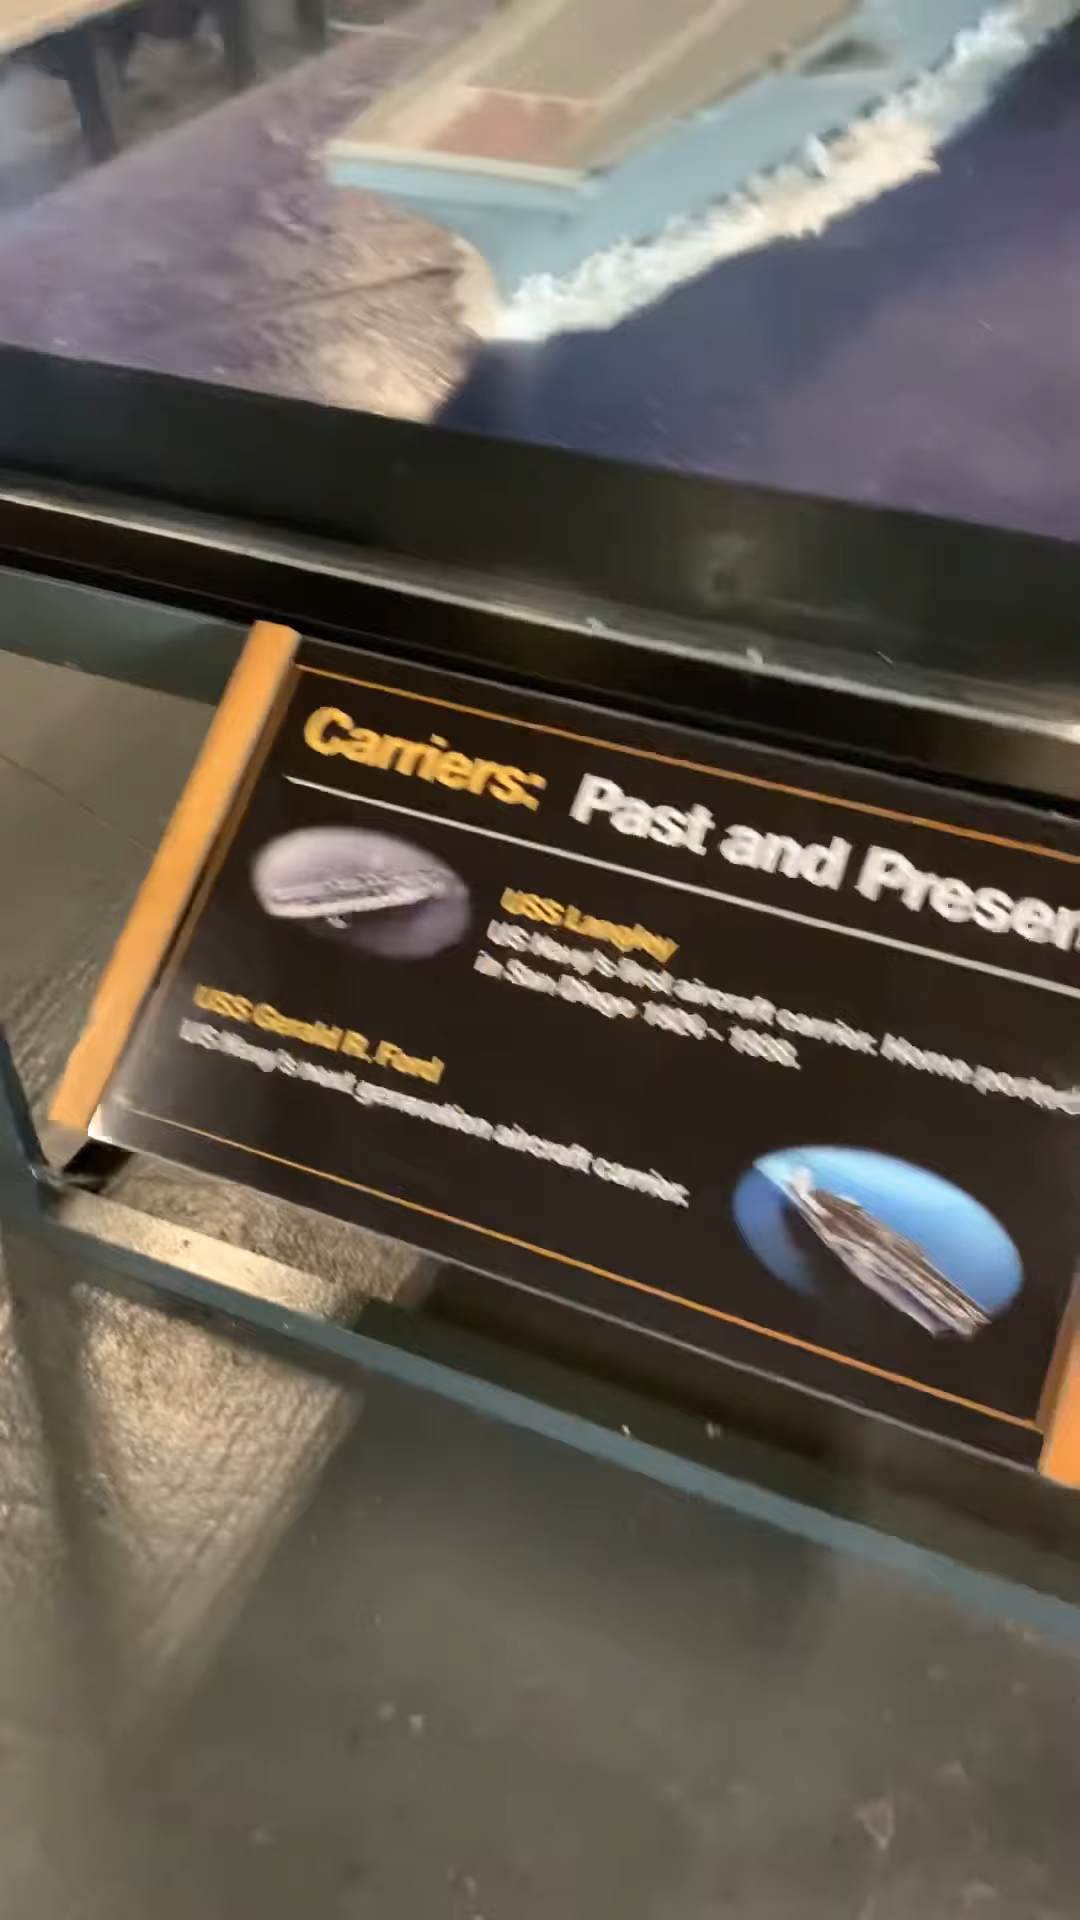 Carriers: Past and Presen
USS Langley
US Navy's first aircraft carrier. Home ported
in San Diego
USS Gerald R. Ford
US Navy's next generation aircraft carrier.